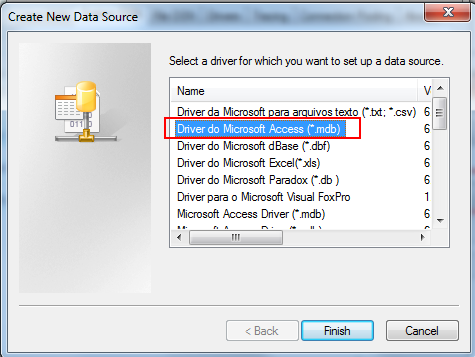 Create New Data Source
Select a driver for which you want to set up a data source.
Name V
Driver da Microsoft para arquivos texto (*.txt; *.csv) 6
Driver do Microsoft Access (*.mdb) 6
Driver do Microsoft dBase (*.dbf) 6
Driver do Microsoft Excel(*.xls) 6
Driver do Microsoft Paradox (*.db ) 6
Driver para o Microsoft Visual FoxPro 1
Microsoft Access Driver (*.mdb) 6
< Back Finish Cancel